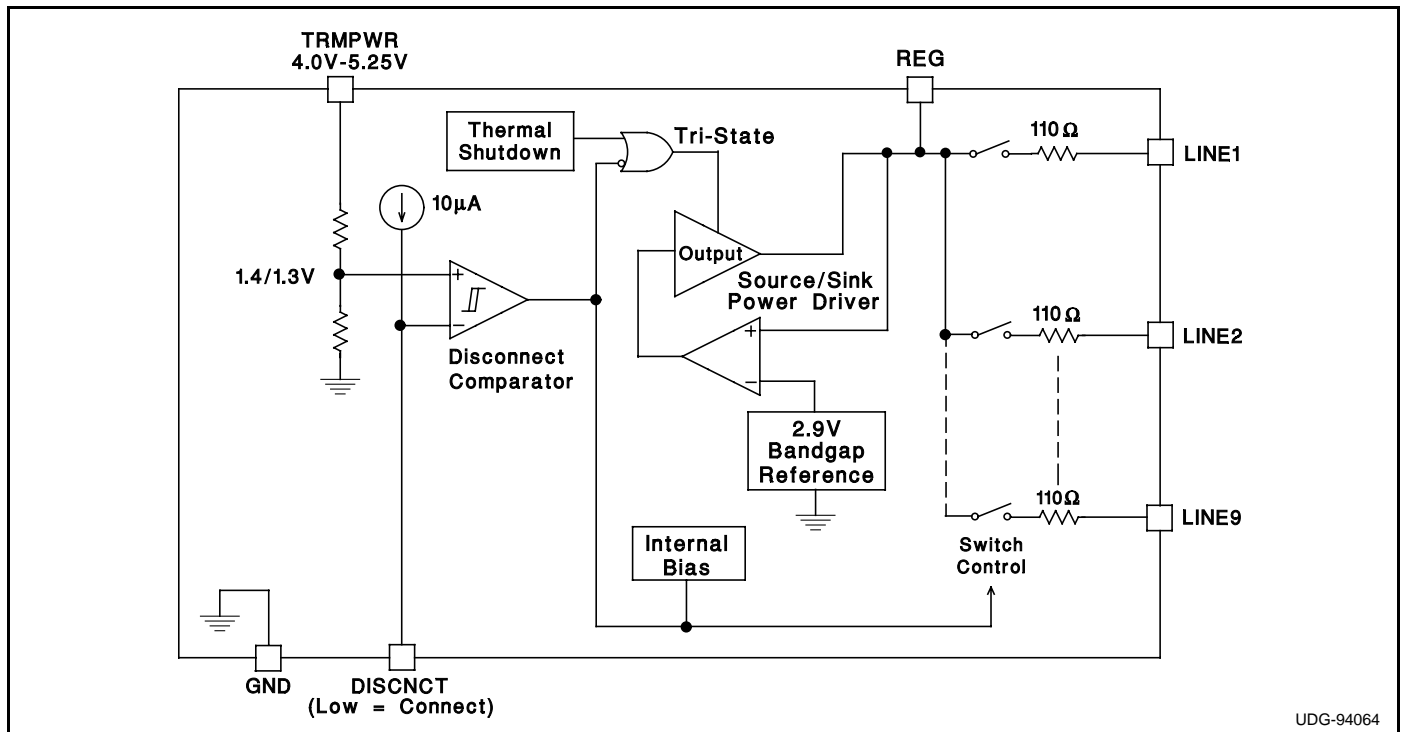 TRMPWR
4.0V-5.25V
REG
Thermal
Shutdown
Tri-State
110Ω
LINE1
10µA
Output
1.4/1.3V
+
−
Source/Sink
Power Driver
Disconnect
Comparator
+
−
110Ω
LINE2
2.9V
Bandgap
Reference
110Ω
LINE9
Internal
Bias
Switch
Control
GND
DISCNCT
(Low = Connect)
UDG-94064